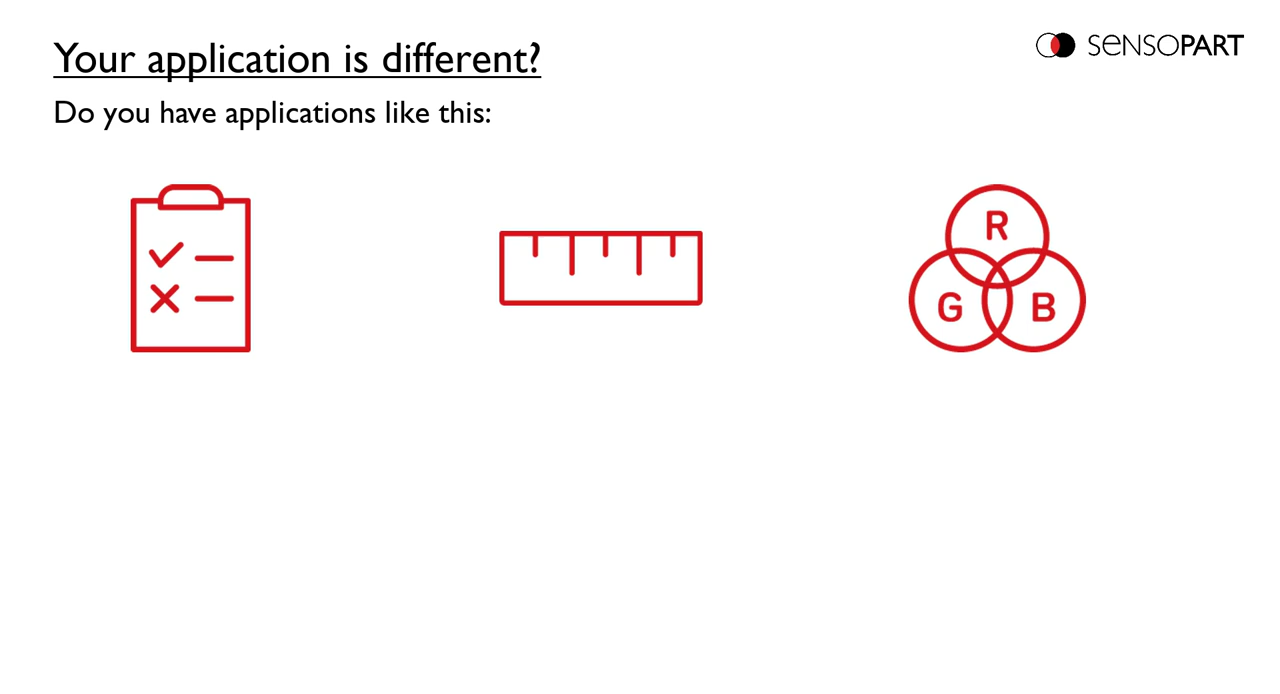 Your application is different?
SENSOPART
Do you have applications like this:
R
G B